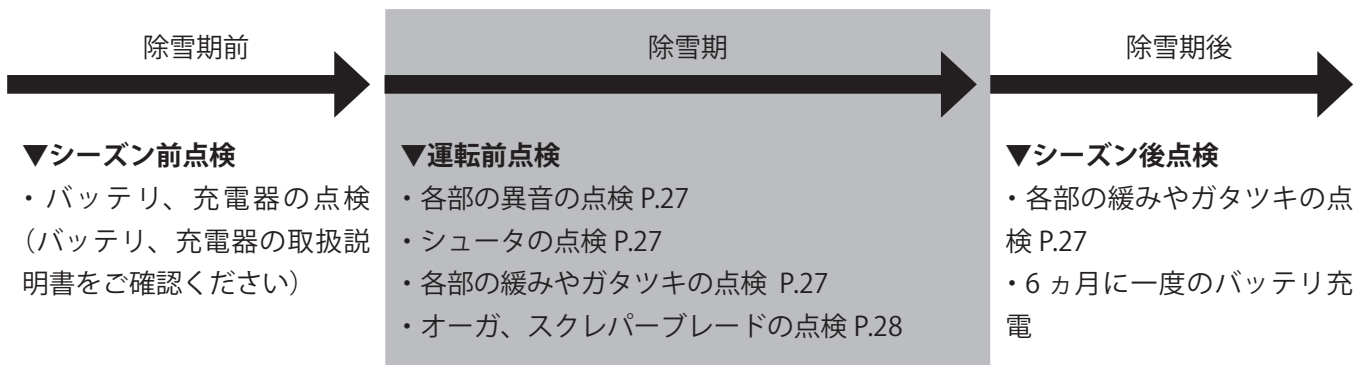 除雪期前
▼シーズン前点検
・バッテリ、充電器の点検
（バッテリ、充電器の取扱説
明書をご確認ください）
除雪期
▼運転前点検
・各部の異音の点検 P.27
・シュータの点検 P.27
・各部の緩みやガタツキの点検 P.27
・オーガ、スクレパーブレードの点検 P.28
除雪期後
▼シーズン後点検
・各部の緩みやガタツキの点
検 P.27
・6 ヵ月に一度のバッテリ充
電